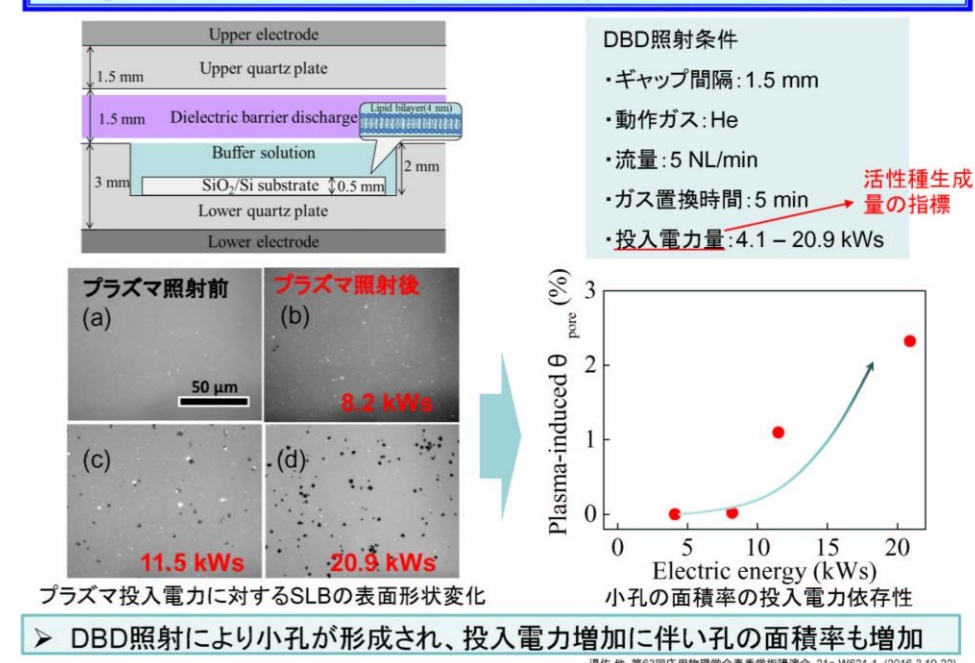 Upper electrode
Upper quartz plate
1.5 mm
1.5 mm
Dielectric barrier discharge
Lipid bilayer(4 nm)
Buffer solution
3 mm
2 mm
SiO₂/Si substrate
0.5 mm
Lower quartz plate
Lower electrode
DBD照射条件
・ギャップ間隔:1.5 mm
・動作ガス:He
・流量:5 NL/min
・ガス置換時間:5 min
・投入電力量:4.1 – 20.9 kWs
活性種生成
量の指標
プラズマ照射前
(a)
50 μm
プラズマ照射後
(b)
8.2 kWs
(c)
11.5 kWs
(d)
20.9 kWs
プラズマ投入電力に対するSLBの表面形状変化
Plasma-induced θ pore (%)
3
2
1
0
0 5 10 15 20
Electric energy (kWs)
小孔の面積率の投入電力依存性
➢ DBD照射により小孔が形成され、投入電力増加に伴い孔の面積率も増加